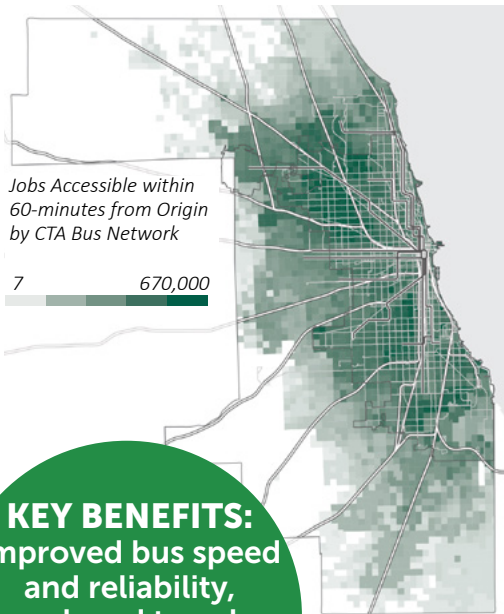 Jobs Accessible within
60-minutes from Origin
by CTA Bus Network
7 670,000
KEY BENEFITS:
mproved bus speed
and reliability,